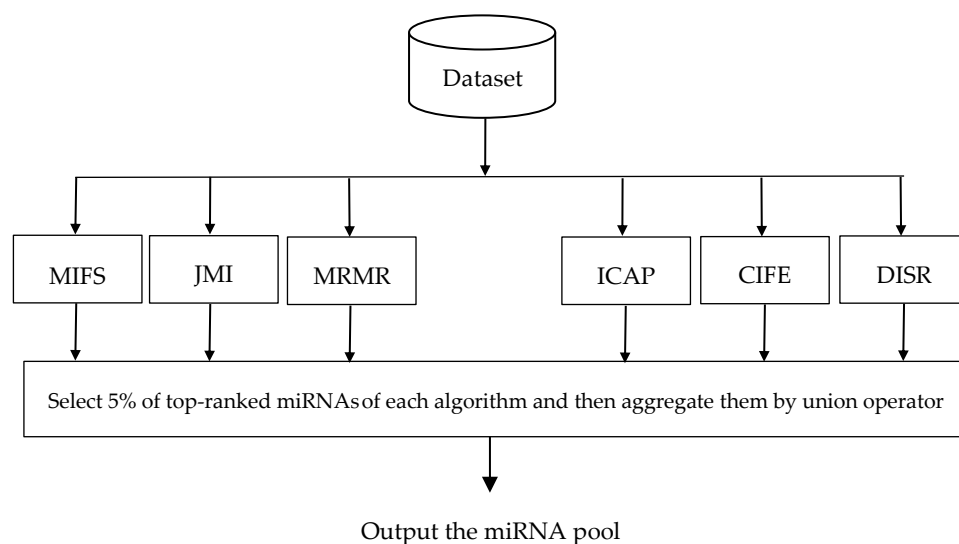 Dataset
MIFS
JMI
MRMR
ICAP
CIFE
DISR
Select 5% of top-ranked miRNAs of each algorithm and then aggregate them by union operator
Output the miRNA pool